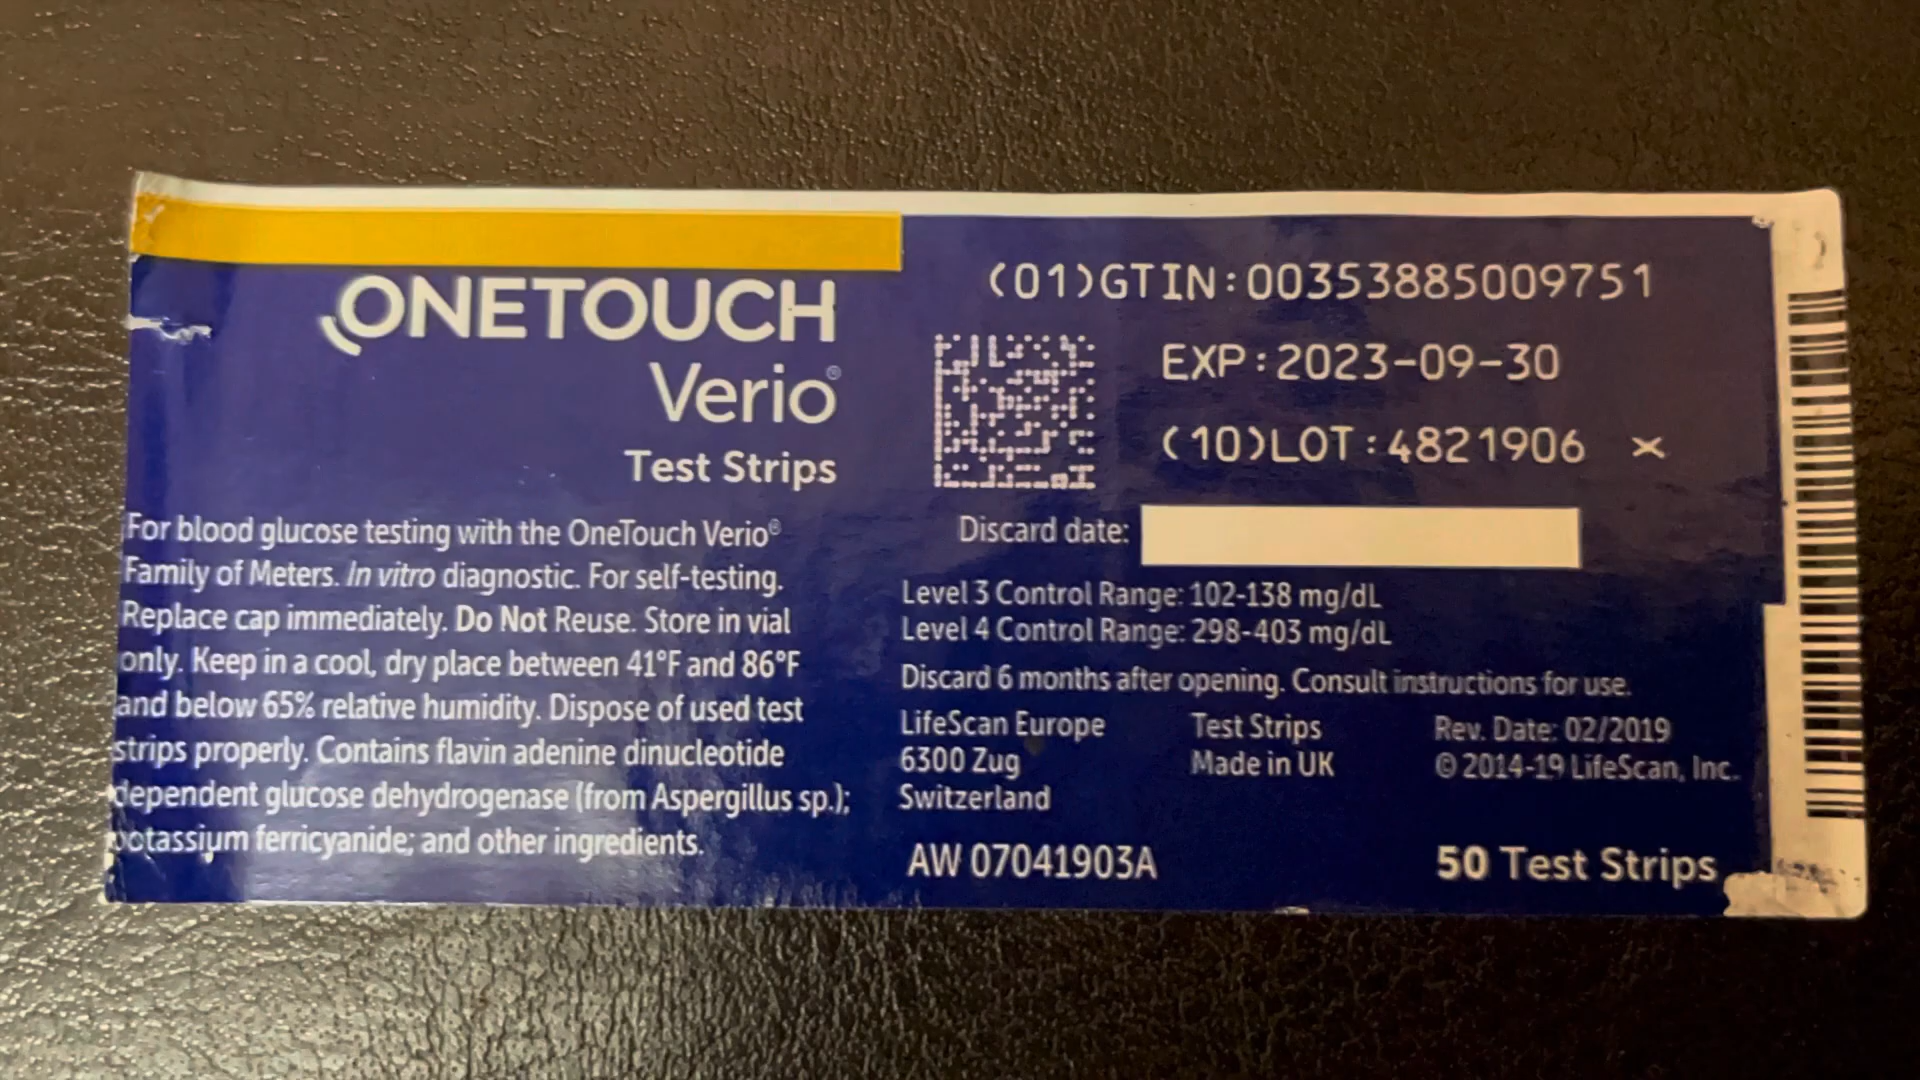 ONETOUCH
Verio®
Test Strips
For blood glucose testing with the OneTouch Verio®
Family of Meters. In vitro diagnostic. For self-testing.
Replace cap immediately. Do Not Reuse. Store in vial
only. Keep in a cool, dry place between 41°F and 86°F
and below 65% relative humidity. Dispose of used test
strips properly. Contains flavin adenine dinucleotide
dependent glucose dehydrogenase (from Aspergillus sp.);
potassium ferricyanide; and other ingredients.
(01)GTIN:00353885009751
EXP:2023-09-30
(10)LOT:4821906 x
Discard date:
Level 3 Control Range: 102-138 mg/dL
Level 4 Control Range: 298-403 mg/dL
Discard 6 months after opening. Consult instructions for use.
LifeScan Europe
6300 Zug
Switzerland
Test Strips
Made in UK
Rev. Date: 02/2019
© 2014-19 LifeScan, Inc.
AW 07041903A
50 Test Strips